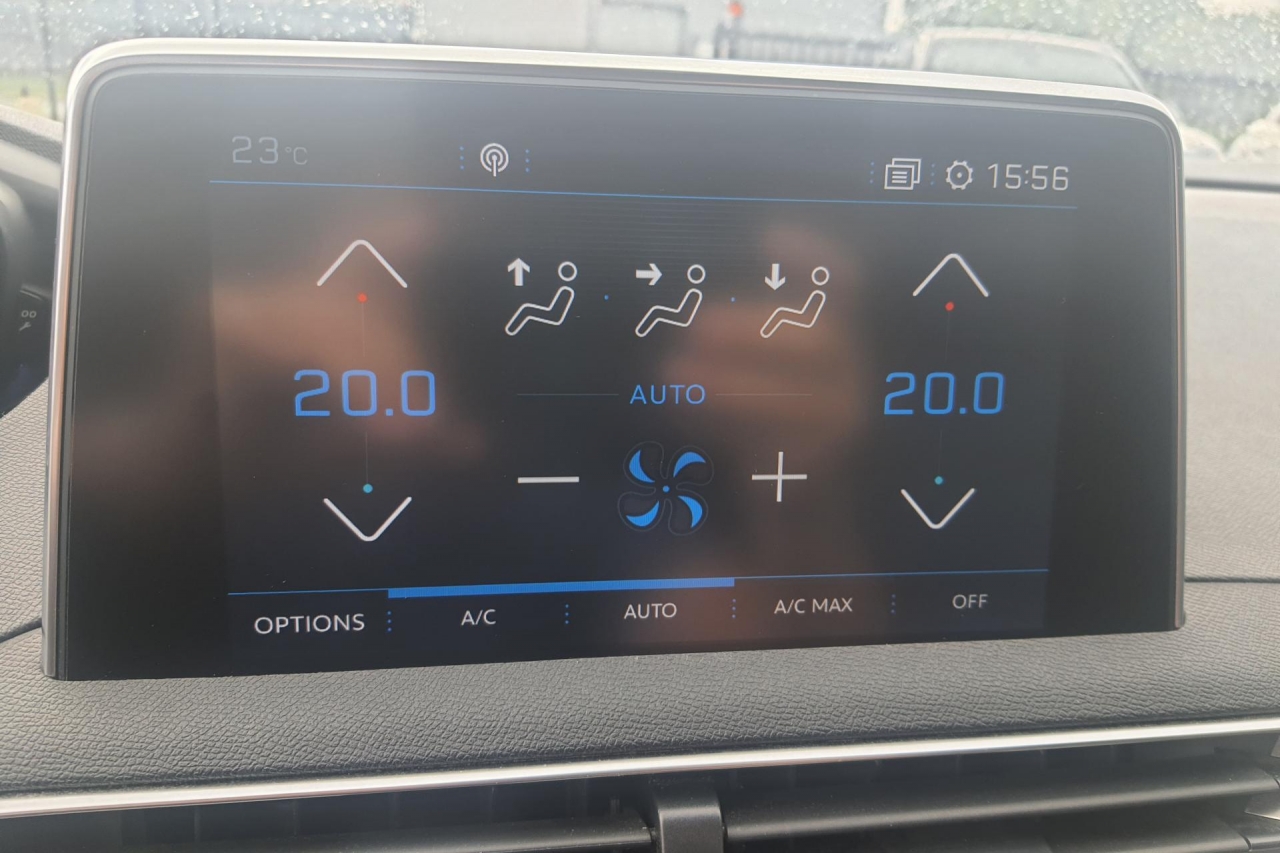 23°C 15:56
20.0 AUTO 20.0
OPTIONS A/C AUTO A/C MAX OFF